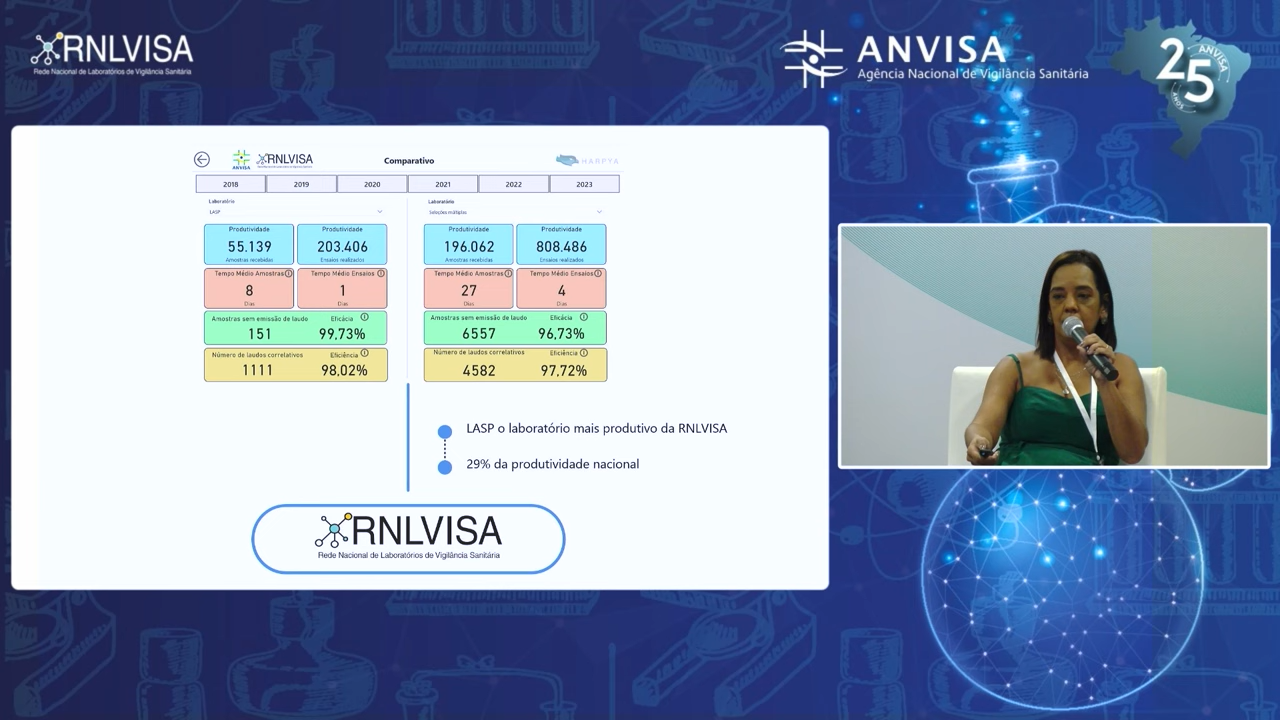 RNLVISA
Rede Nacional de Laboratórios de Vigilância Sanitária
ANVISA
Agência Nacional de Vigilância Sanitária
25
ANVISA
ANOS
ANVISA
RNLVISA
Comparativo
HARPYA
2018 2019 2020 2021 2022 2023
Laboratório
LASP
Laboratório
Seleções múltiplas
Produtividade
55.139
Amostras recebidas
Produtividade
203.406
Ensaios realizados
Produtividade
196.062
Amostras recebidas
Produtividade
808.486
Ensaios realizados
Tempo Médio Amostras
8
Dias
Tempo Médio Ensaios
1
Dias
Tempo Médio Amostras
27
Dias
Tempo Médio Ensaios
4
Dias
Amostras sem emissão de laudo Eficácia
151 99,73%
Amostras sem emissão de laudo Eficácia
6557 96,73%
Número de laudos correlativos Eficiência
1111 98,02%
Número de laudos correlativos Eficiência
4582 97,72%
LASP o laboratório mais produtivo da RNLVISA
29% da produtividade nacional
RNLVISA
Rede Nacional de Laboratórios de Vigilância Sanitária